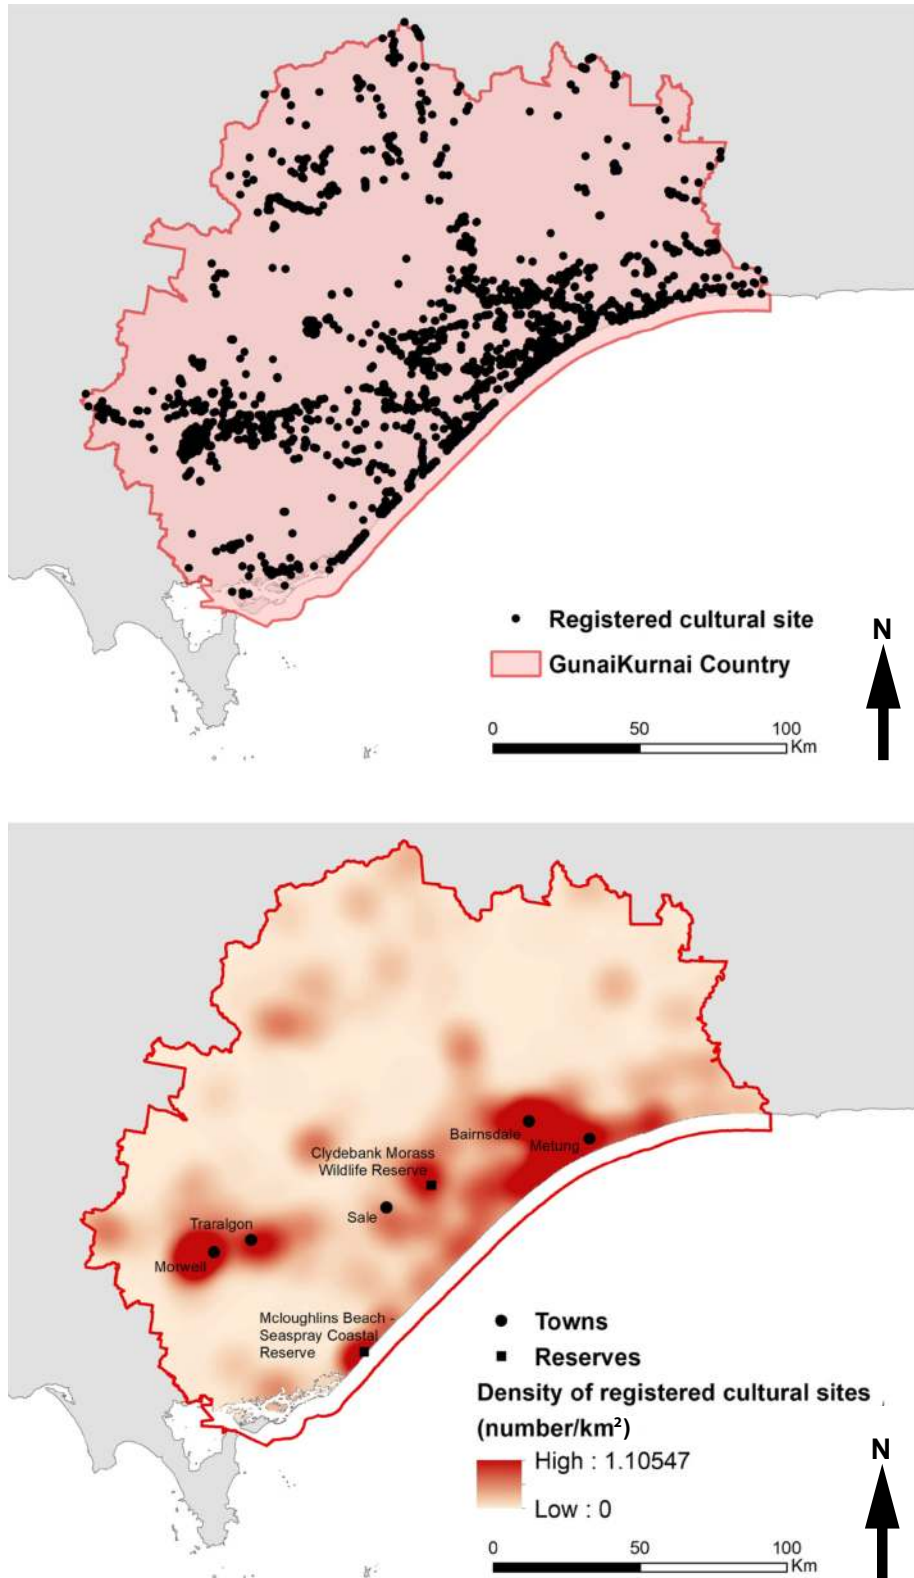 Registered cultural site
GunaiKurnai Country
N
0 50 100
Km
Bairnsdale
Metung
Clydebank Morass
Wildlife Reserve
Sale
Traralgon
Morwell
Mcloughlins Beach -
Seaspray Coastal
Reserve
Towns
Reserves
Density of registered cultural sites
(number/km²)
High : 1.10547
Low : 0
N
0 50 100
Km